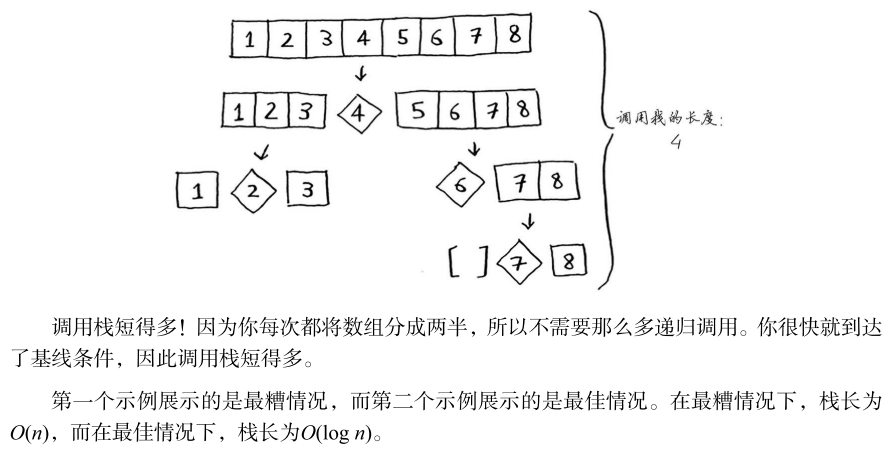 1 2 3 4 5 6 7 8
1 2 3 4 5 6 7 8
1 2 3 6 7 8
[ ] 7 8
调用我的长度:
4
调用栈短得多！因为你每次都将数组分成两半，所以不需要那么多递归调用。你很快就到达
了基线条件，因此调用栈短得多。
第一个示例展示的是最糟情况，而第二个示例展示的是最佳情况。在最糟情况下，栈长为
O(n)，而在最佳情况下，栈长为O(log n)。